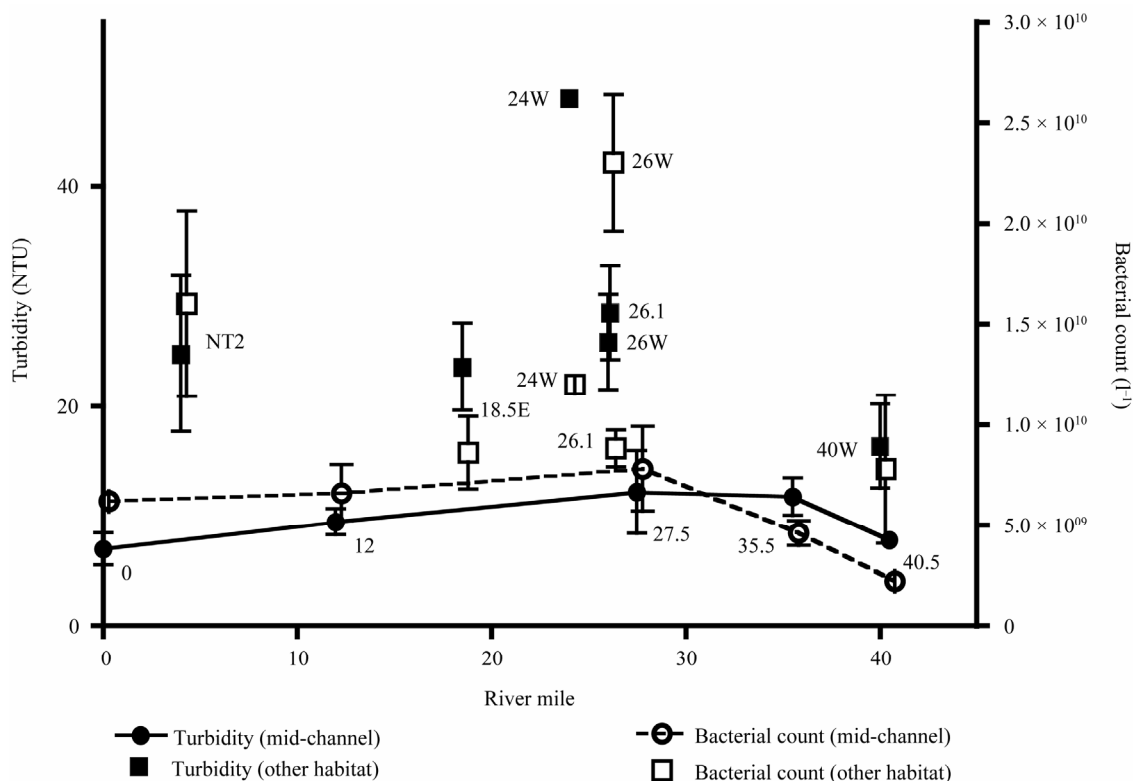 3.0 × 10¹⁰
24W
2.5 × 10¹⁰
26W
40
2.0 × 10¹⁰
Turbidity (NTU)
Bacterial count (l⁻¹)
NT2
26.1
26W
1.5 × 10¹⁰
24W
20
18.5E
26.1
40W
1.0 × 10¹⁰
0
12
27.5
35.5
40.5
5.0 × 10⁰⁹
0
0
0
10
20
30
40
River mile
Turbidity (mid-channel)
Bacterial count (mid-channel)
Turbidity (other habitat)
Bacterial count (other habitat)